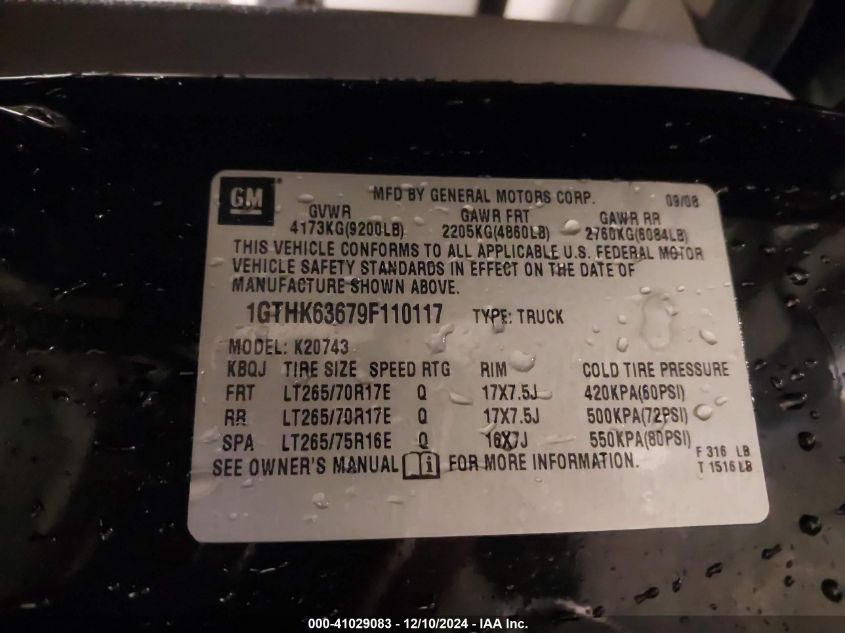 GM
MFD BY GENERAL MOTORS CORP. 09/08
GVWR GAWR FRT GAWR RR
4173KG(9200LB) 2205KG(4860LB) 2760KG(6084LB)
THIS VEHICLE CONFORMS TO ALL APPLICABLE U.S. FEDERAL MOTOR
VEHICLE SAFETY STANDARDS IN EFFECT ON THE DATE OF
MANUFACTURE SHOWN ABOVE.
1GTHK63679F110117 TYPE: TRUCK
MODEL: K20743
KBQJ TIRE SIZE SPEED RTG RIM COLD TIRE PRESSURE
FRT LT265/70R17E Q 17X7.5J 420KPA(60PSI)
RR LT265/70R17E Q 17X7.5J 500KPA(72PSI)
SPA LT265/75R16E Q 16X7J 550KPA(80PSI)
SEE OWNER'S MANUAL FOR MORE INFORMATION.
F 316 LB
T 1516 LB
000-41029083 - 12/10/2024 - IAA Inc.